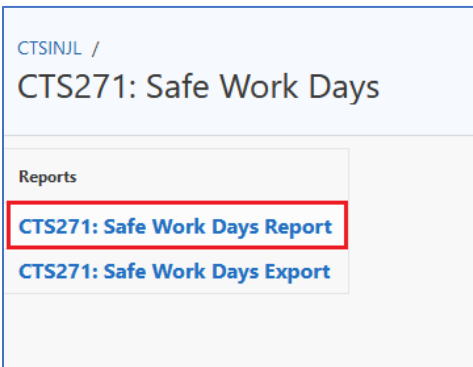 CTSINJL /
CTS271: Safe Work Days
Reports
CTS271: Safe Work Days Report
CTS271: Safe Work Days Export